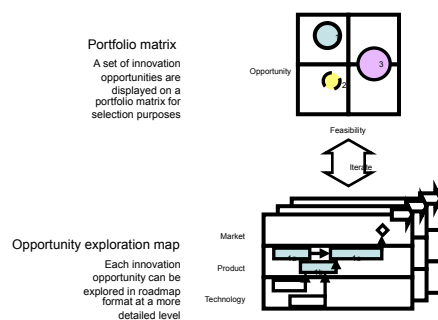 Portfolio matrix
A set of innovation
opportunities are
displayed on a
portfolio matrix for
selection purposes
Opportunity
3
2
Feasibility
Iterate
Opportunity exploration map
Each innovation
opportunity can be
explored in roadmap
format at a more
detailed level
Market
Product
Technology